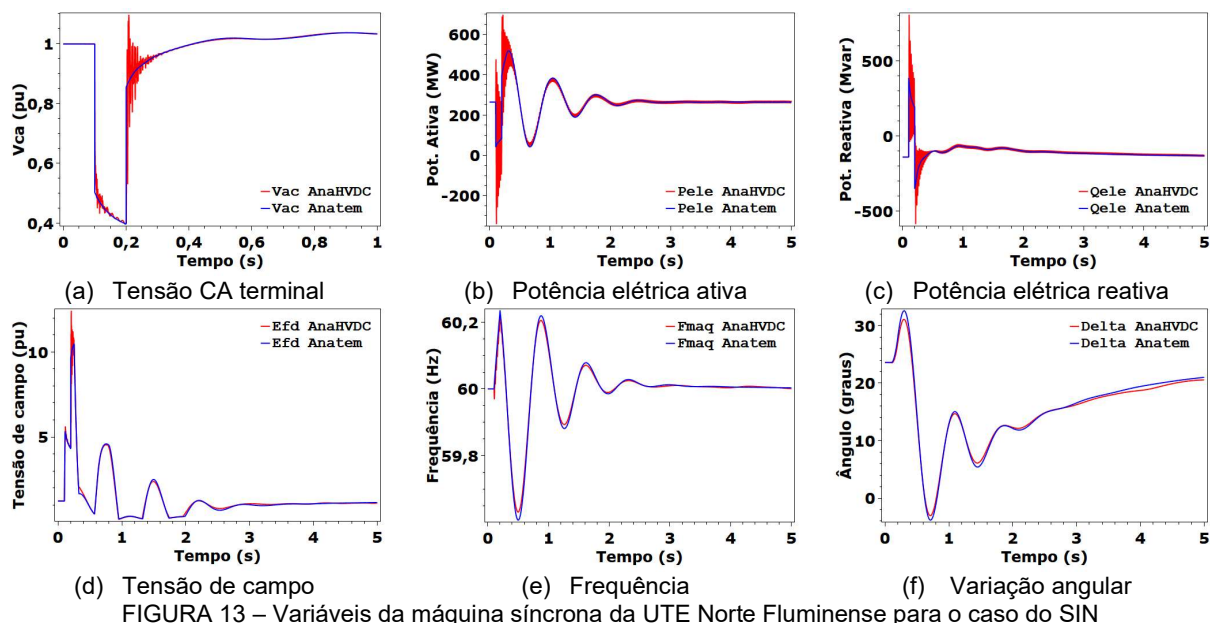 Vca (pu)
1
0,8
0,6
0,4
Vac AnaHVDC
Vac Anatem
0 0,2 0,4 0,6 0,8 1
Tempo (s)
(a) Tensão CA terminal
Pot. Ativa (MW)
600
400
200
0
-200
Pele AnaHVDC
Pele Anatem
0 1 2 3 4 5
Tempo (s)
(b) Potência elétrica ativa
Pot. Reativa (Mvar)
500
0
-500
Qele AnaHVDC
Qele Anatem
0 1 2 3 4 5
Tempo (s)
(c) Potência elétrica reativa
Tensão de campo (pu)
10
5
Efd AnaHVDC
Efd Anatem
0 1 2 3 4 5
Tempo (s)
(d) Tensão de campo
Frequência (Hz)
60,2
60
59,8
Fmaq AnaHVDC
Fmaq Anatem
0 1 2 3 4 5
Tempo (s)
(e) Frequência
Ângulo (graus)
30
20
10
0
Delta AnaHVDC
Delta Anatem
0 1 2 3 4 5
Tempo (s)
(f) Variação angular
FIGURA 13 – Variáveis da máquina síncrona da UTE Norte Fluminense para o caso do SIN